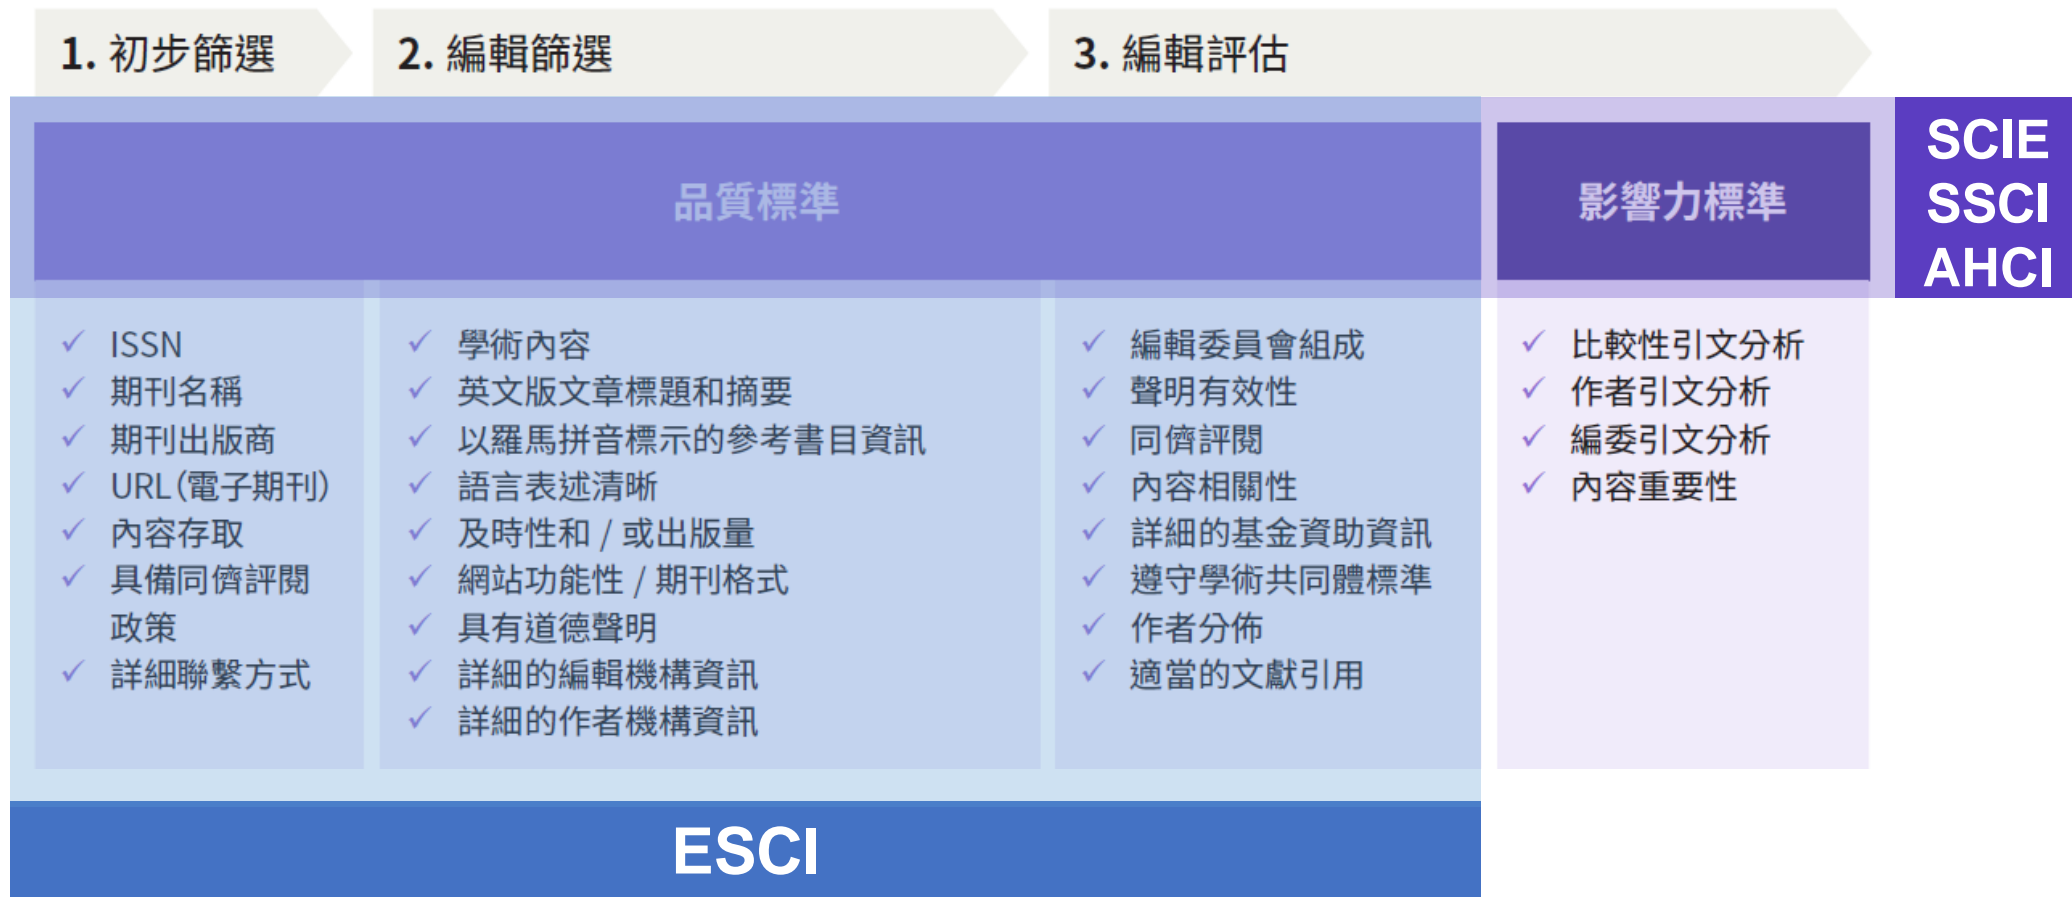 1. 初步篩選
2. 編輯篩選
3. 編輯評估
品質標準
影響力標準
SCIE
SSCI
AHCI
✓ ISSN
✓ 期刊名稱
✓ 期刊出版商
✓ URL(電子期刊)
✓ 內容存取
✓ 具備同儕評閱
政策
✓ 詳細聯繫方式
✓ 學術內容
✓ 英文版文章標題和摘要
✓ 以羅馬拼音標示的參考書目資訊
✓ 語言表述清晰
✓ 及時性和 / 或出版量
✓ 網站功能性 / 期刊格式
✓ 具有道德聲明
✓ 詳細的編輯機構資訊
✓ 詳細的作者機構資訊
✓ 編輯委員會組成
✓ 聲明有效性
✓ 同儕評閱
✓ 內容相關性
✓ 詳細的基金資助資訊
✓ 遵守學術共同體標準
✓ 作者分佈
✓ 適當的文獻引用
✓ 比較性引文分析
✓ 作者引文分析
✓ 編委引文分析
✓ 內容重要性
ESCI